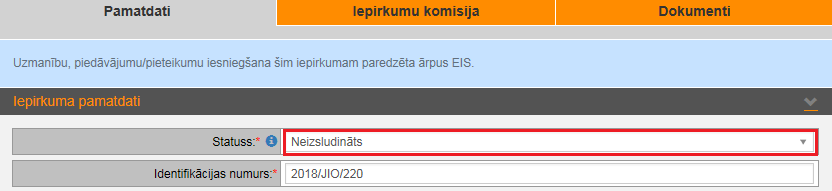 Pamatdati Iepirkumu komisija Dokumenti
Uzmanību, piedāvājumu/pieteikumu iesniegšana šim iepirkumam paredzēta ārpus EIS.
Iepirkuma pamatdati
Statuss:* Neizsludināts
Identifikācijas numurs:* 2018/JIO/220